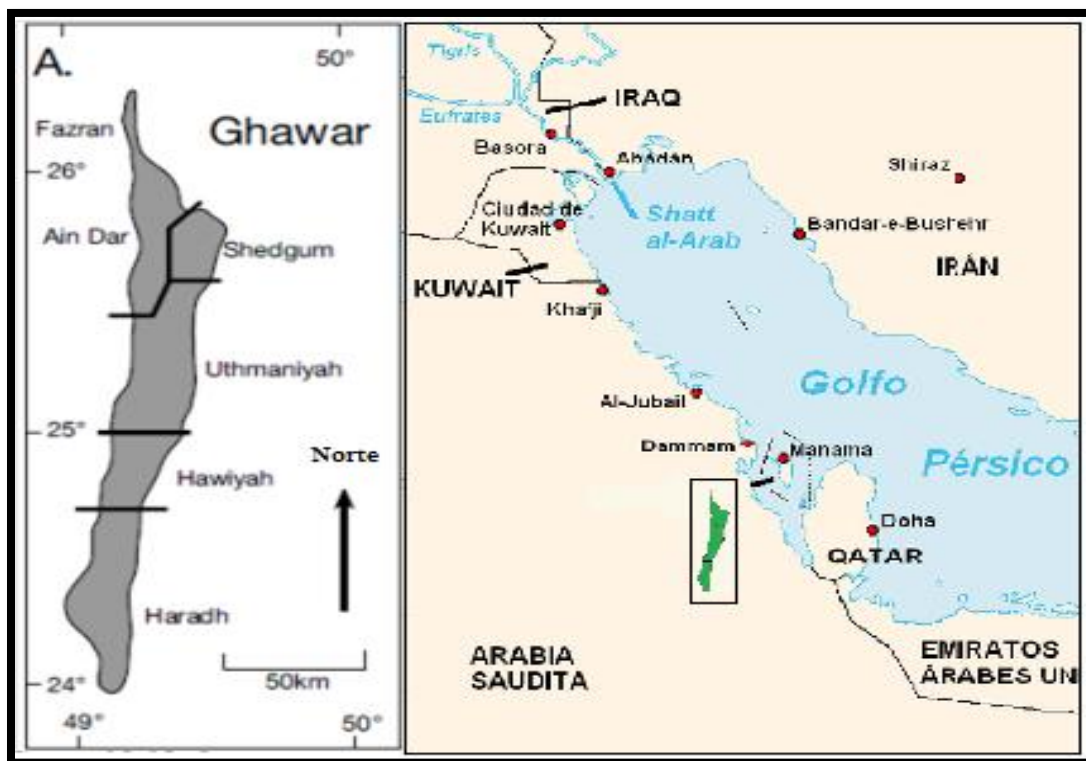 A.
50°
Fazran
Ghawar
26°
Ain Dar
Shedgum
Uthmaniyah
25°
Norte
Hawiyah
Haradh
50km
24°
49°
50°
Tigris
IRAQ
Eufrates
Basora
Abadán
Shiraz
Ciudad de
Kuwait
Shatt
al-Arab
Bandar-e-Bushehr
IRÁN
KUWAIT
Khafji
Golfo
Pérsico
Al-Jubail
Dammam
Manama
Doha
QATAR
ARABIA
SAUDITA
EMIRATOS
ÁRABES UN